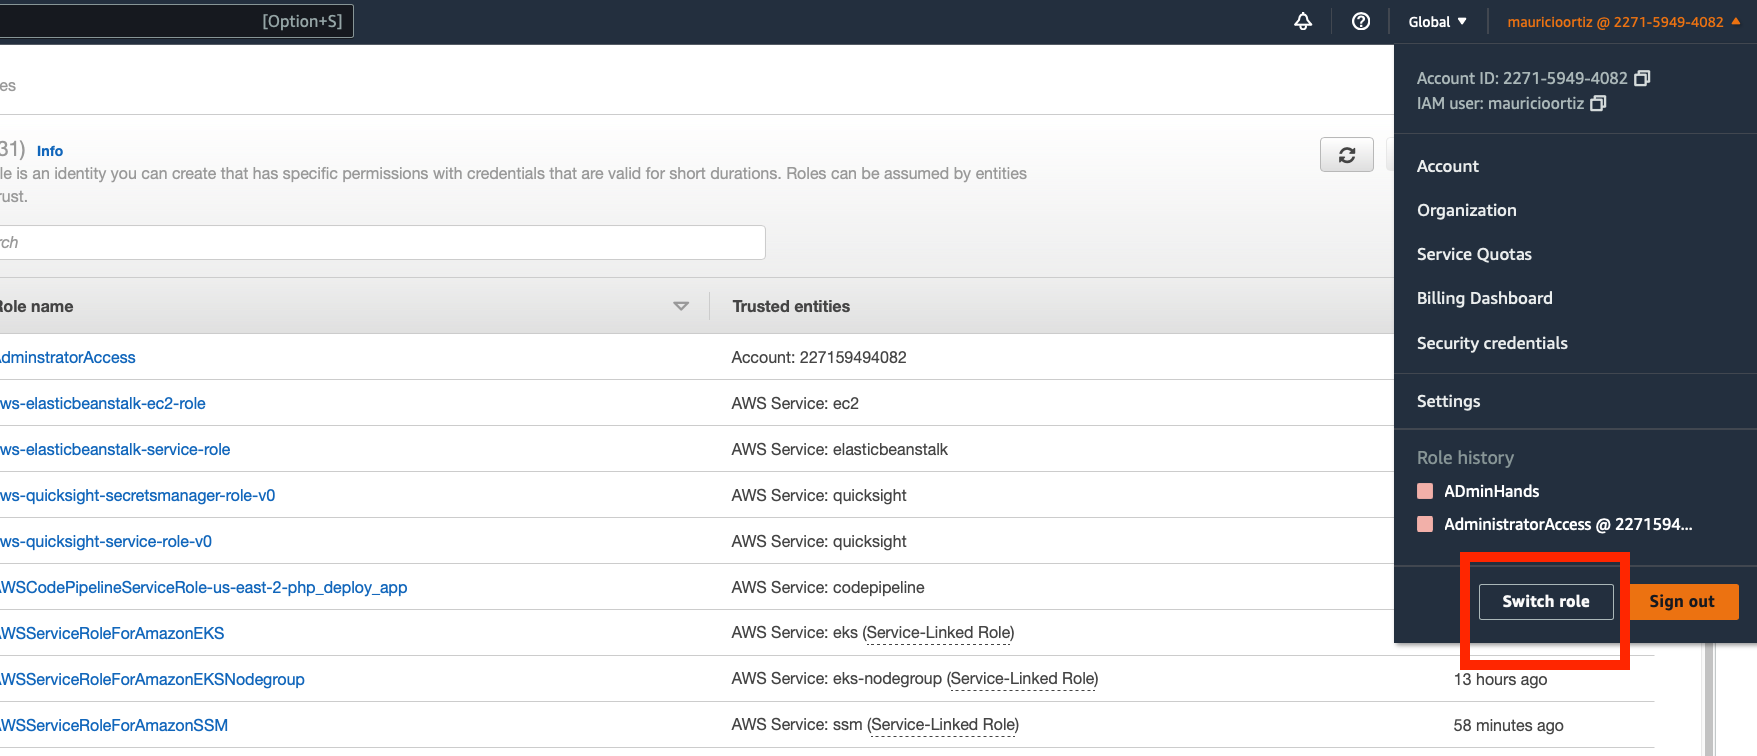 [Option+S]
Global
mauricioortiz @ 2271-5949-4082
Account ID: 2271-5949-4082
IAM user: mauricioortiz
es
31) Info
le is an identity you can create that has specific permissions with credentials that are valid for short durations. Roles can be assumed by entities
rust.
rch
Role name
Trusted entities
AdminstratorAccess
Account: 227159494082
ws-elasticbeanstalk-ec2-role
AWS Service: ec2
ws-elasticbeanstalk-service-role
AWS Service: elasticbeanstalk
ws-quicksight-secretsmanager-role-v0
AWS Service: quicksight
ws-quicksight-service-role-v0
AWS Service: quicksight
AWSCodePipelineServiceRole-us-east-2-php_deploy_app
AWS Service: codepipeline
AWSServiceRoleForAmazonEKS
AWS Service: eks (Service-Linked Role)
AWSServiceRoleForAmazonEKSNodegroup
AWS Service: eks-nodegroup (Service-Linked Role)
13 hours ago
AWSServiceRoleForAmazonSSM
AWS Service: ssm (Service-Linked Role)
58 minutes ago
Account
Organization
Service Quotas
Billing Dashboard
Security credentials
Settings
Role history
ADminHands
AdministratorAccess @ 2271594...
Switch role
Sign out